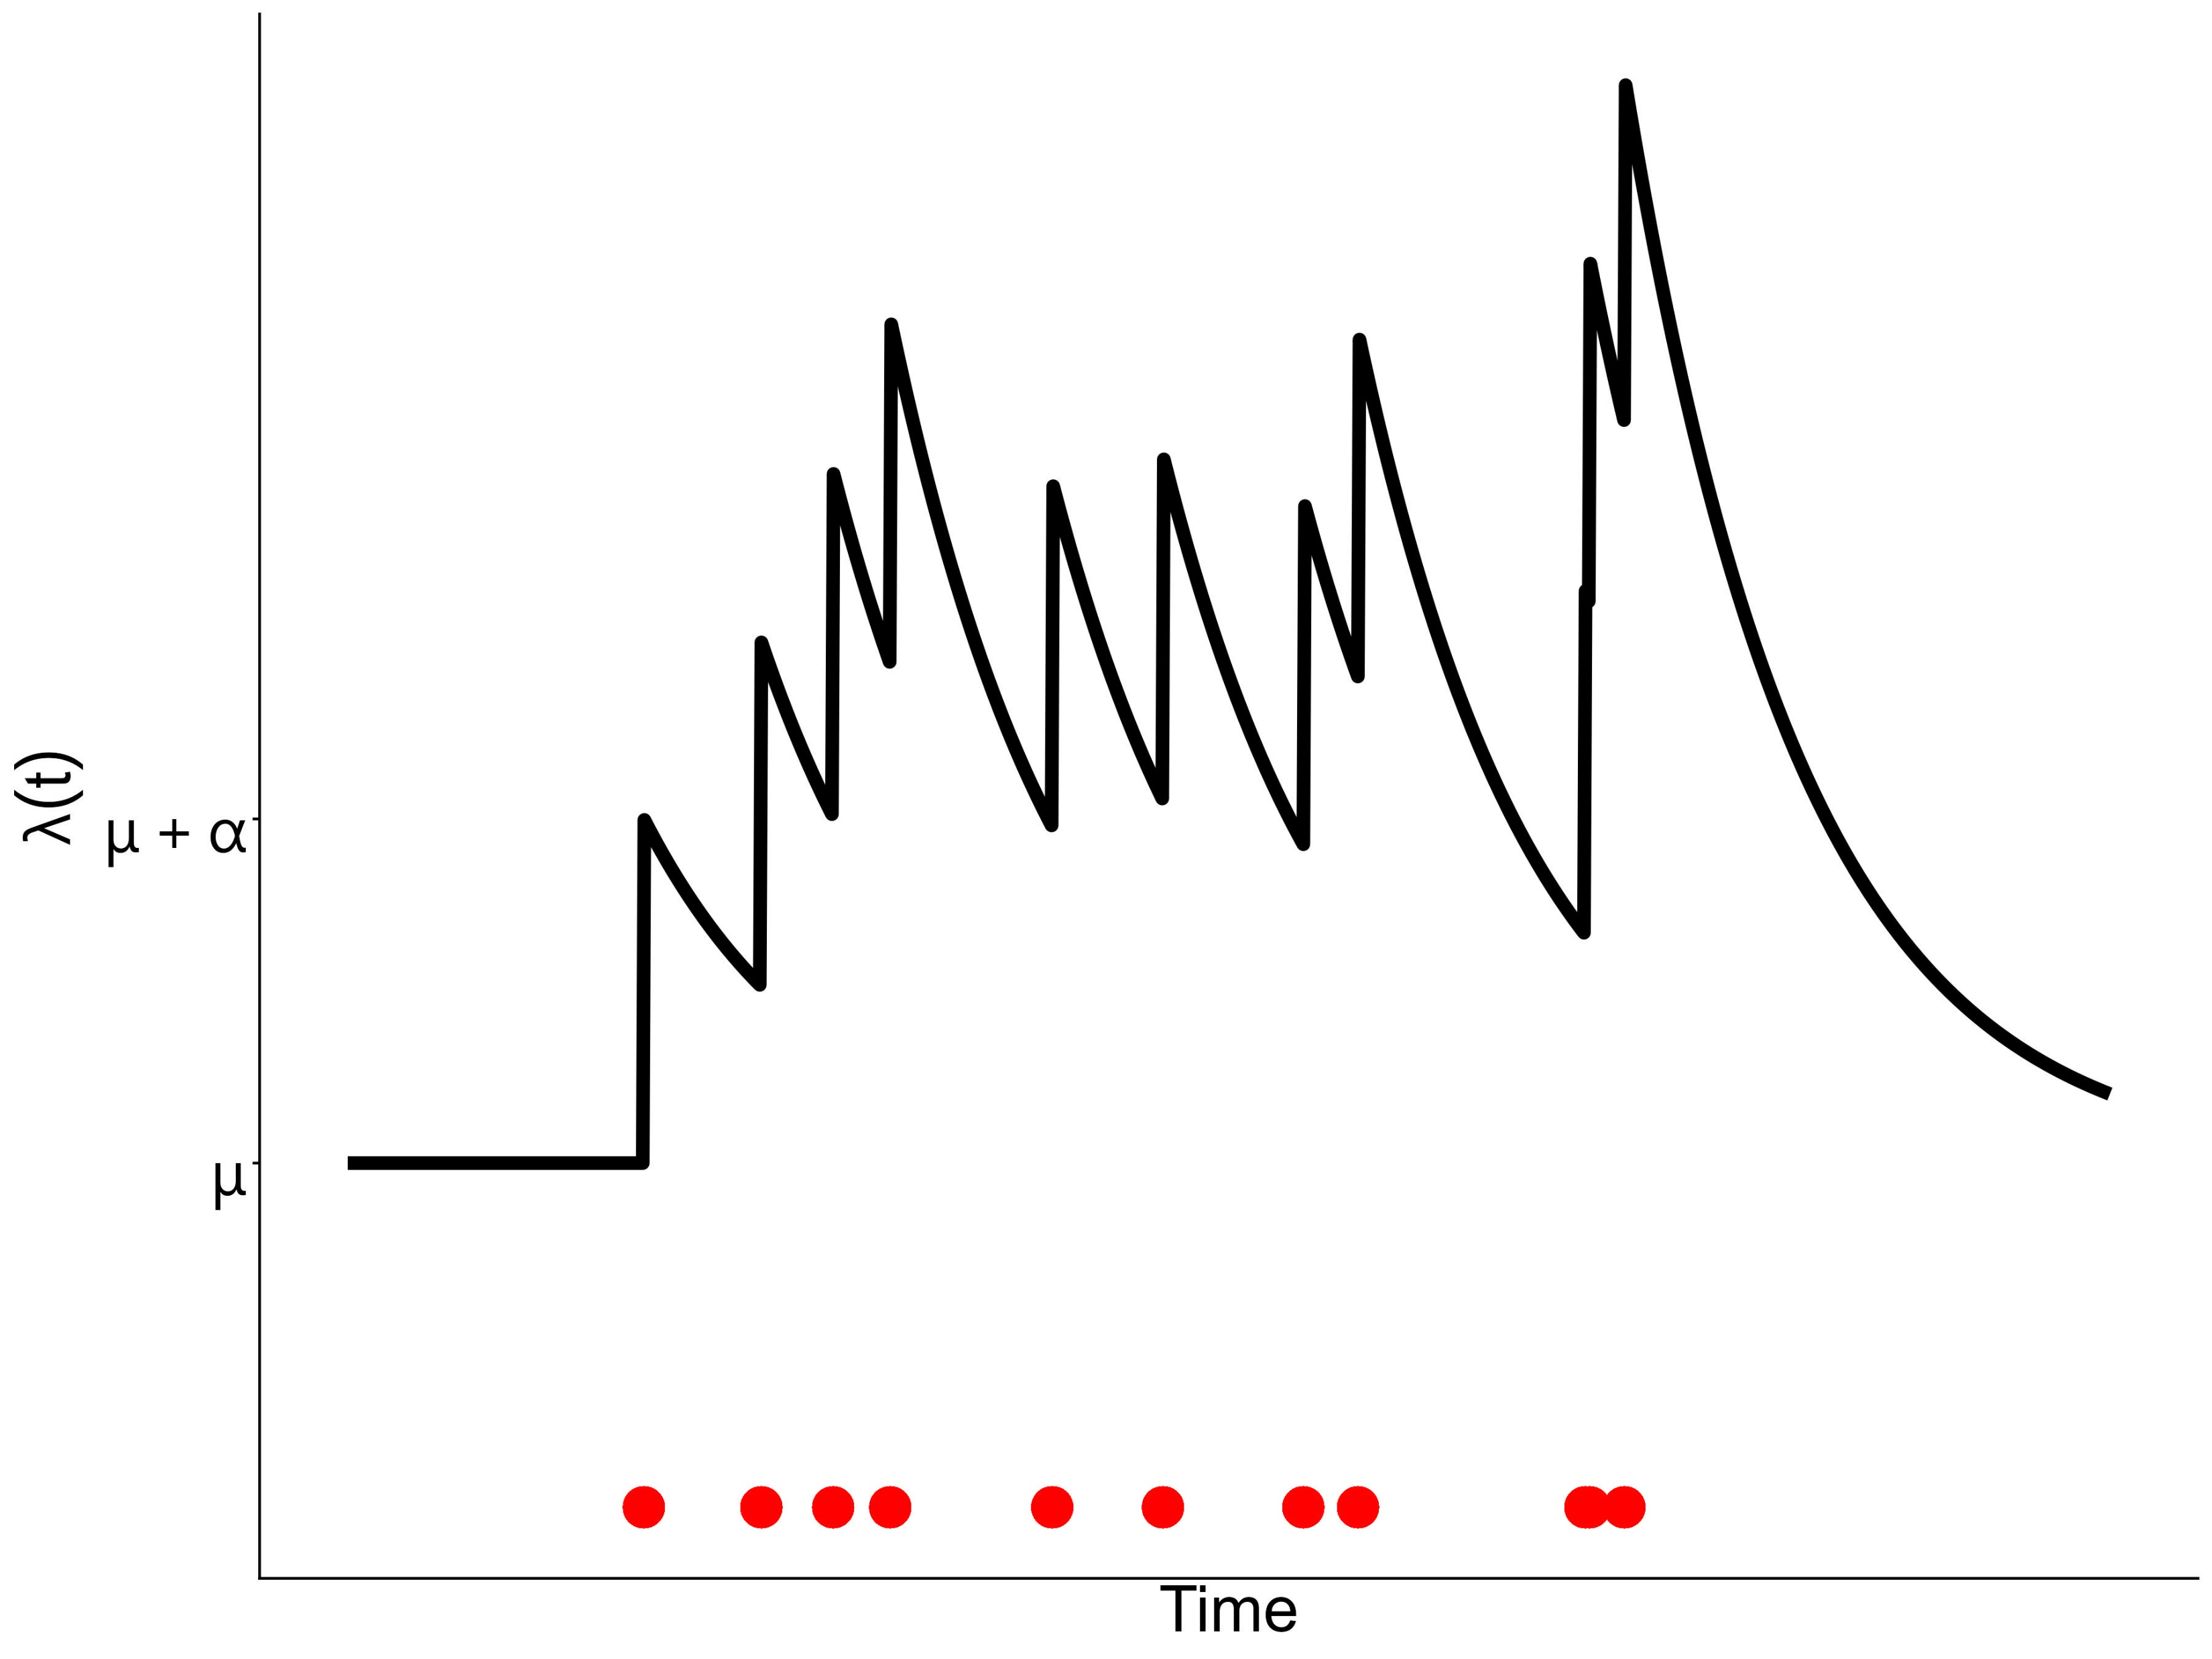 λ(t)
μ + α
μ
Time